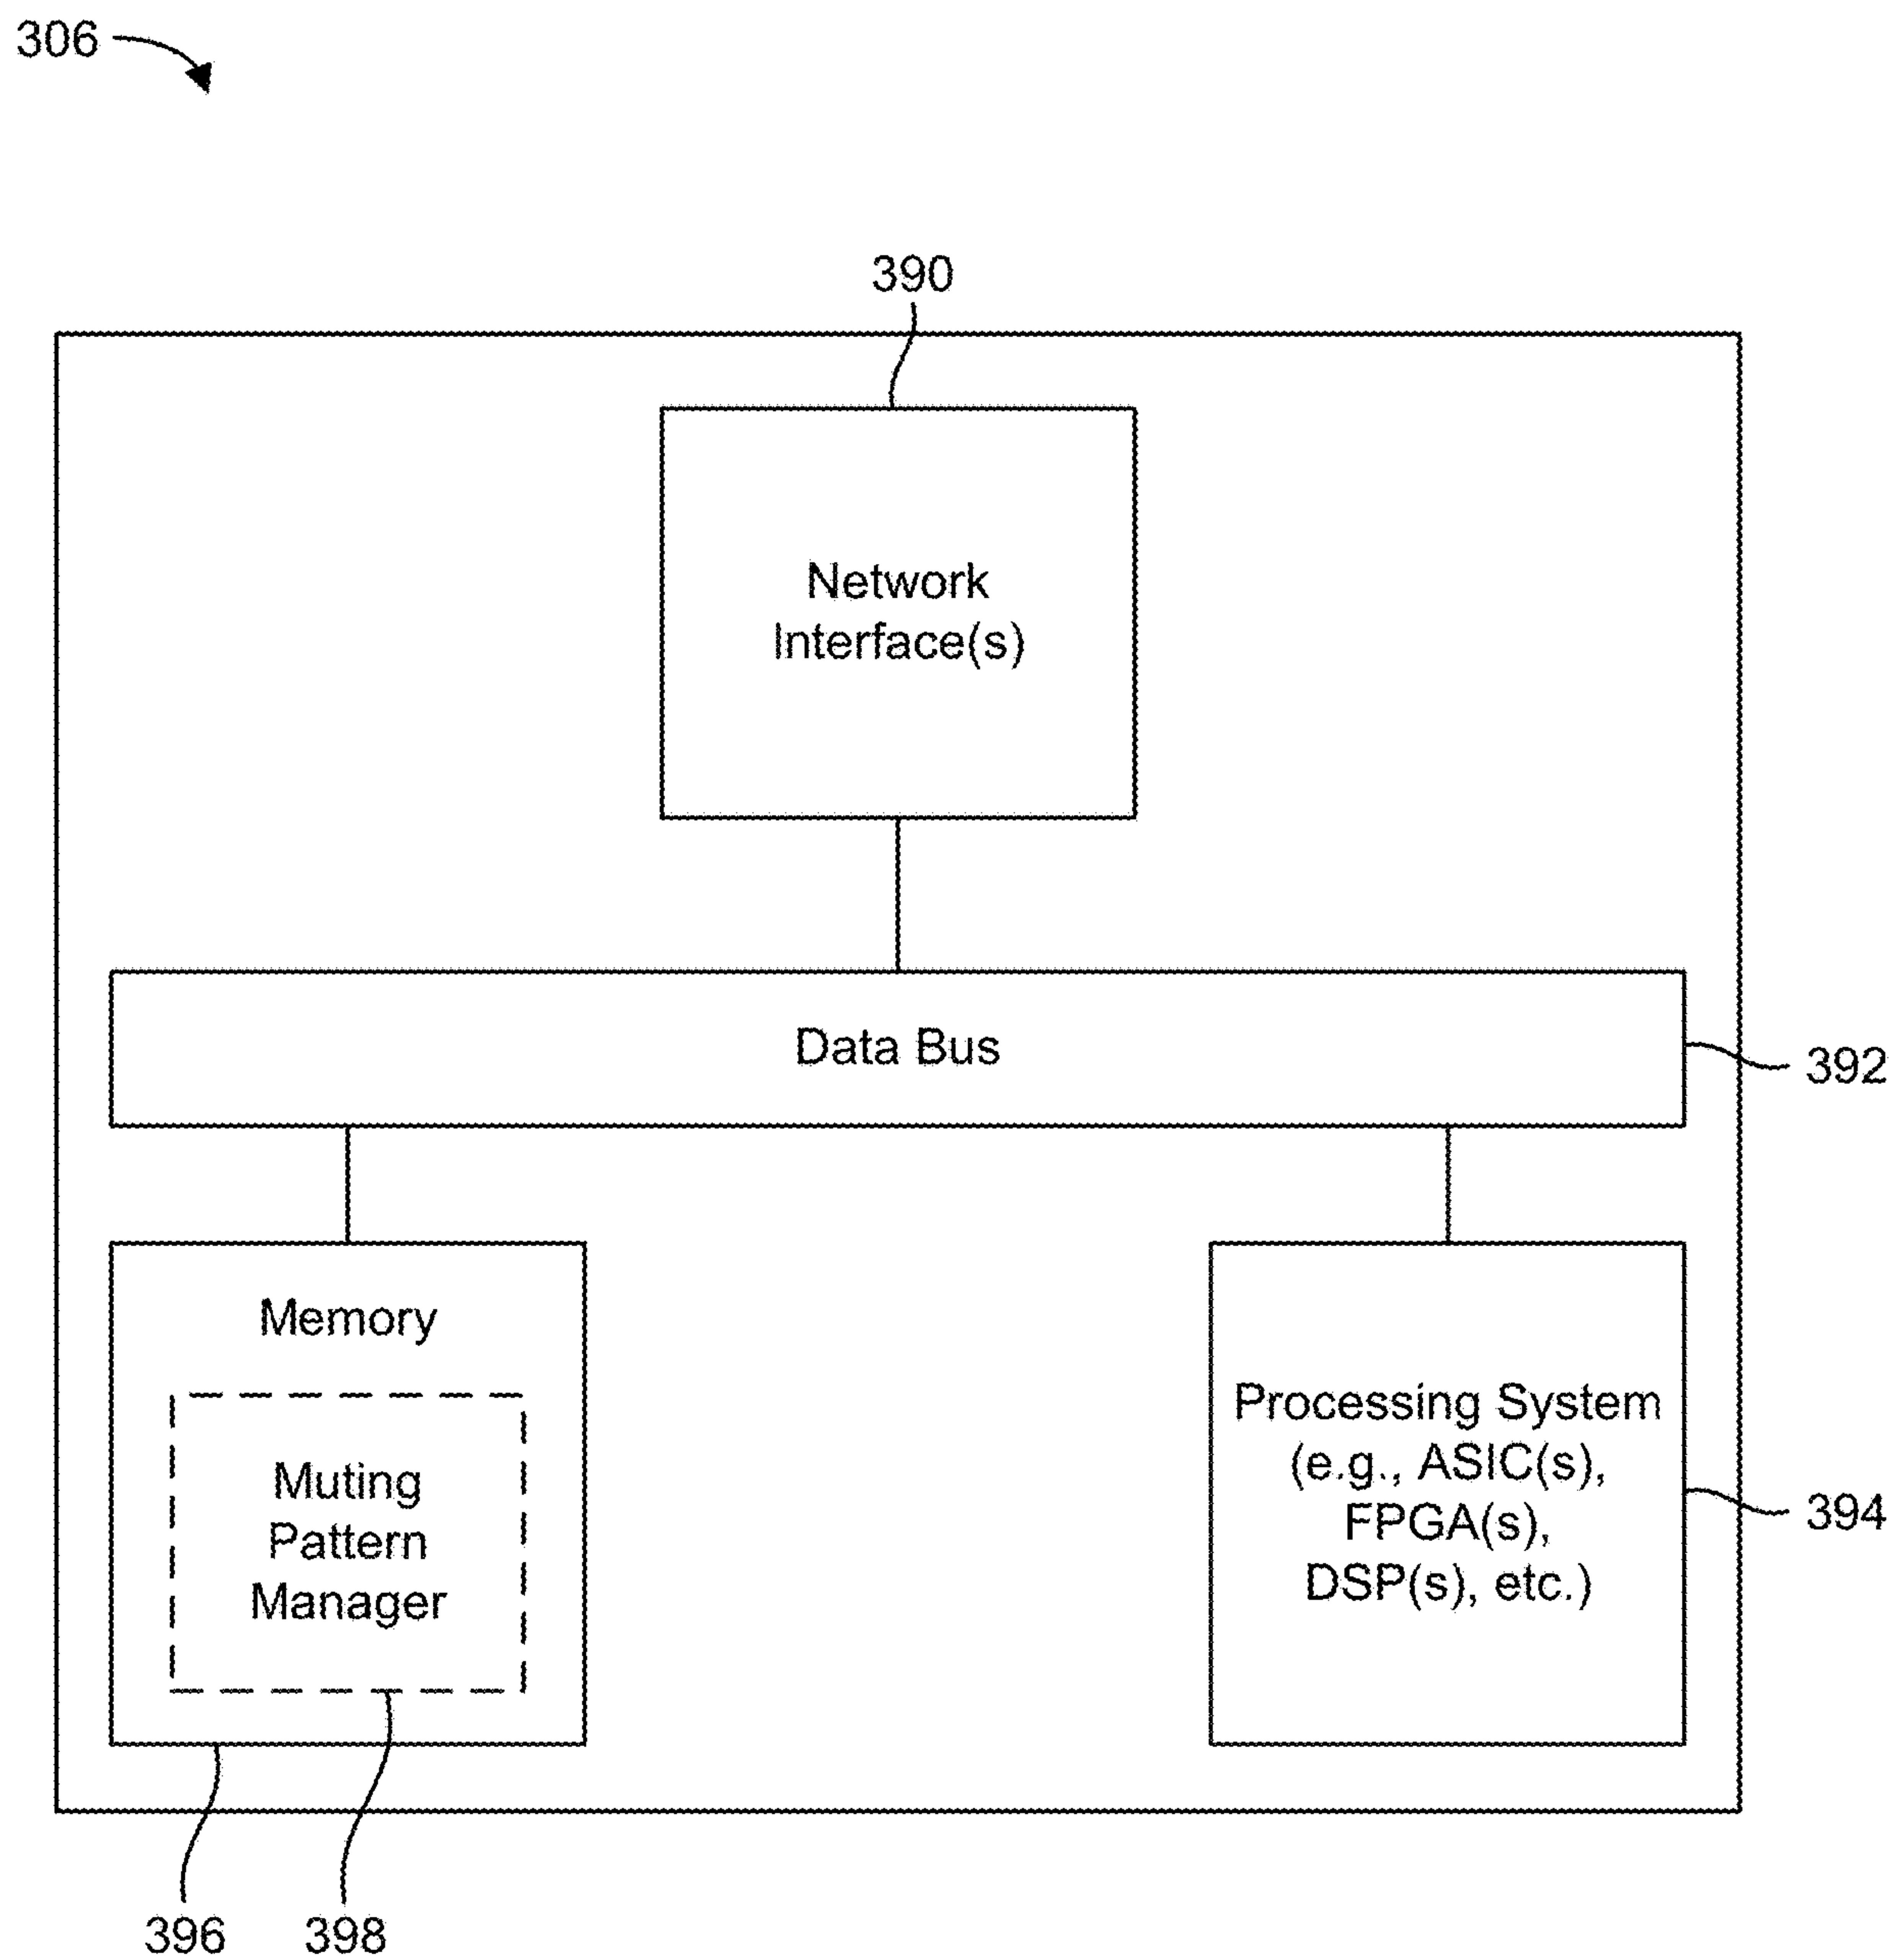 306
390
Network
Interface(s)
Data Bus
392
Memory
Muting
Pattern
Manager
Processing System
(e.g., ASIC(s),
FPGA(s),
DSP(s), etc.)
394
396
398